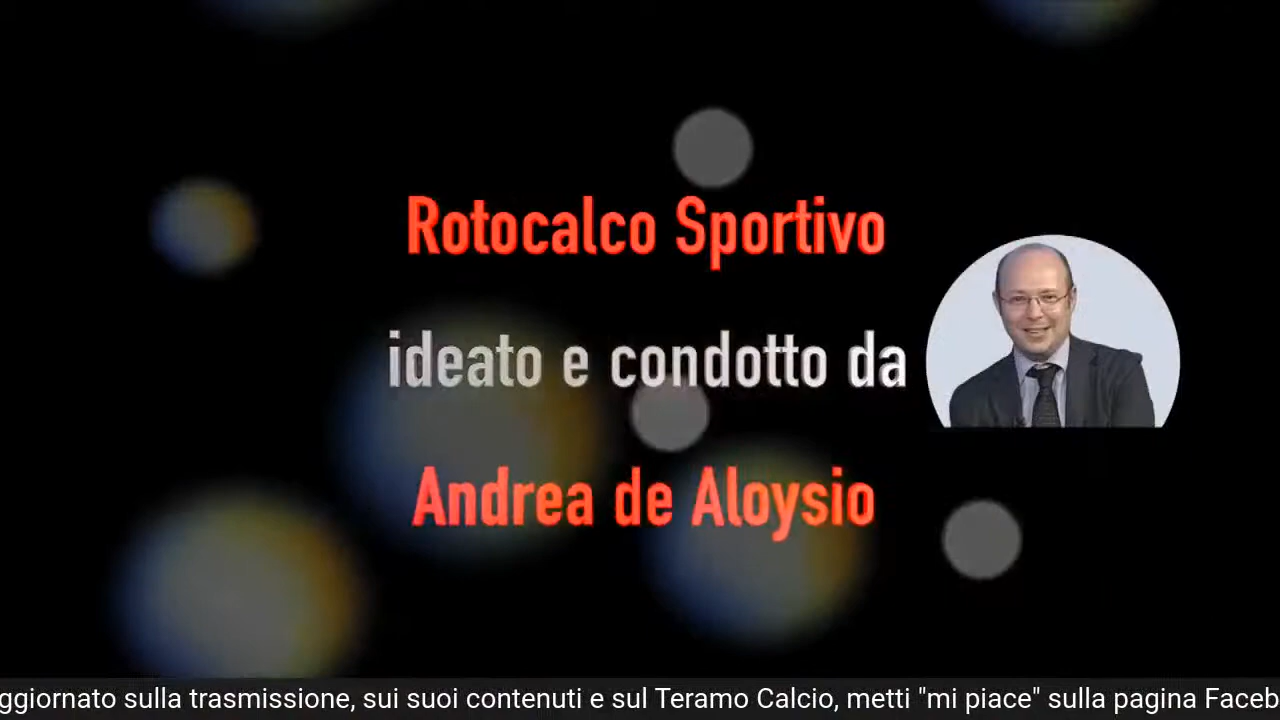 Rotocalco Sportivo
ideato e condotto da
Andrea de Aloysio
ggiornato sulla trasmissione, sui suoi contenuti e sul Teramo Calcio, metti "mi piace" sulla pagina Faceb